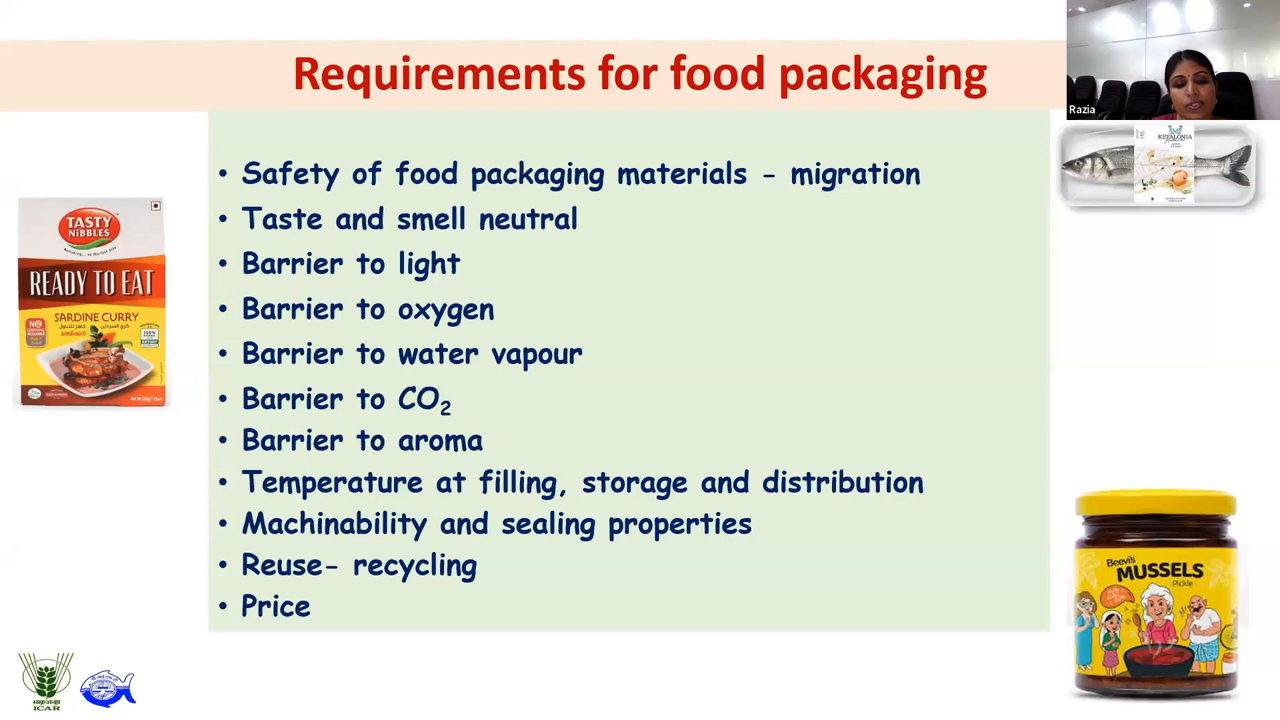 Requirements for food packaging
Razia
• Safety of food packaging materials - migration
• Taste and smell neutral
• Barrier to light
• Barrier to oxygen
• Barrier to water vapour
• Barrier to CO₂
• Barrier to aroma
• Temperature at filling, storage and distribution
• Machinability and sealing properties
• Reuse- recycling
• Price
TASTY
NiBBLES
READY TO EAT
SARDINE CURRY
KEFALONIA
Beevi's
MUSSELS
Pickle
ICAR